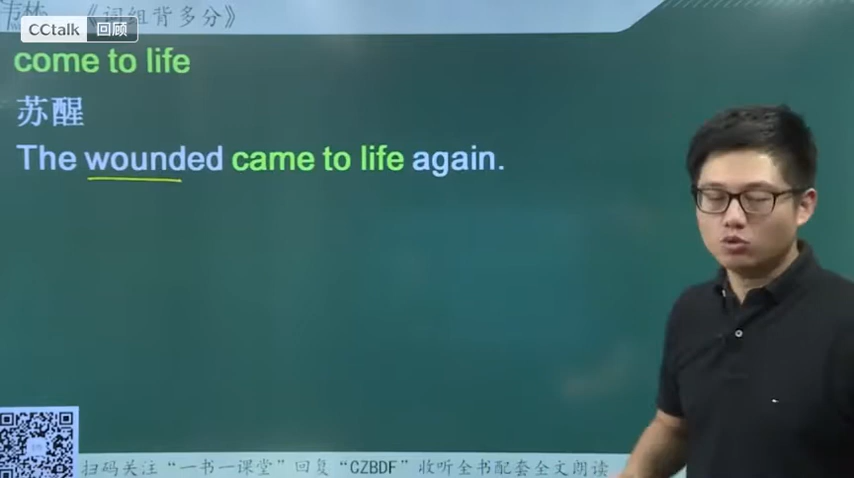 《词组背多分》
CCtalk 回顾
come to life
苏醒
The wounded came to life again.
扫码关注“一书一课堂”回复“CZBDF”收听全书配套全文朗读